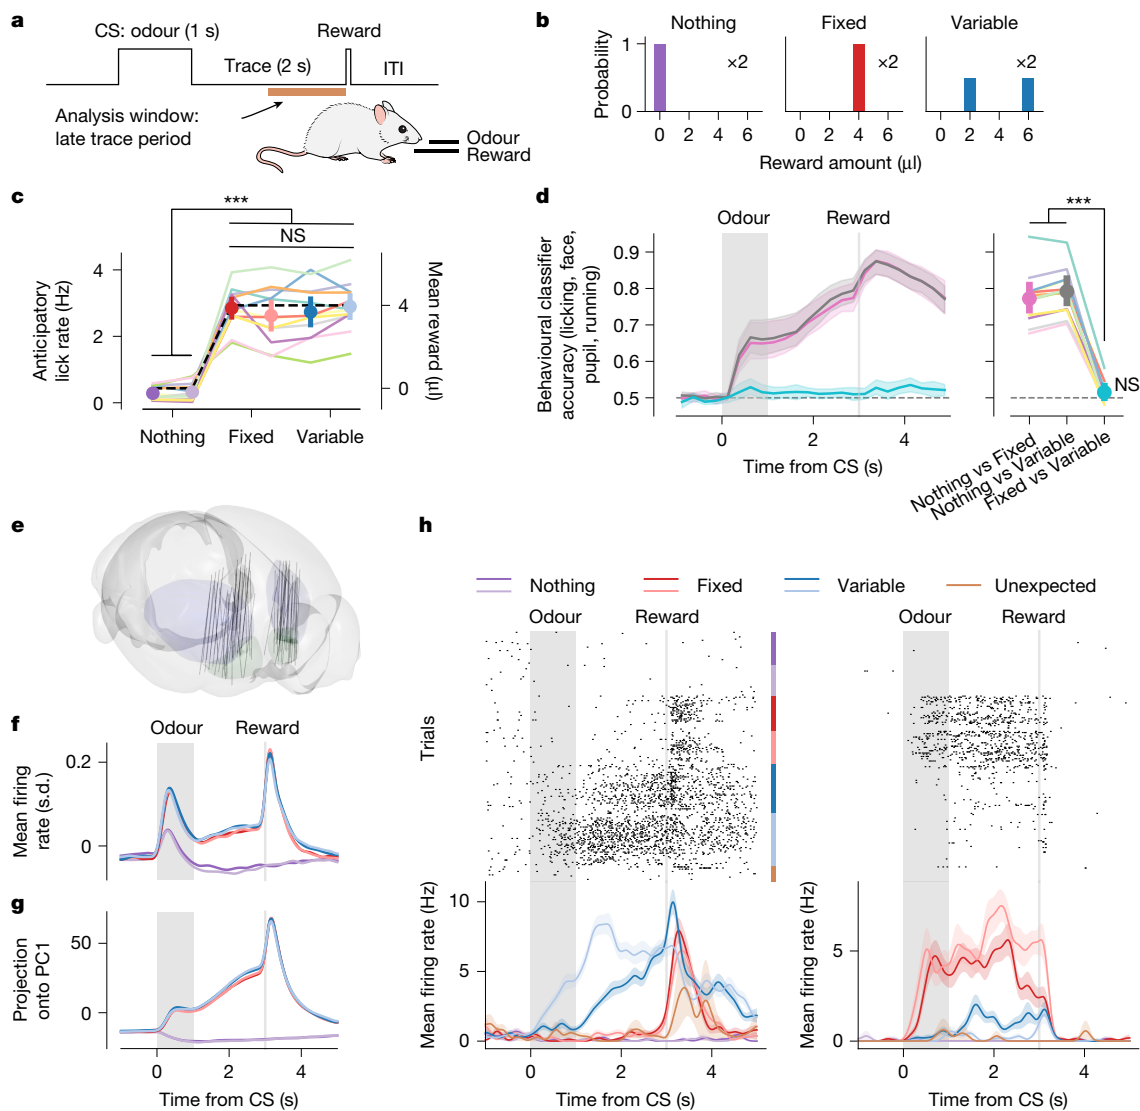 a
CS: odour (1 s)
Reward
Trace (2 s)
ITI
Analysis window:
late trace period
Odour
Reward
b
Nothing
Fixed
Variable
Probability
1
0
×2
×2
×2
0 2 4 6
0 2 4 6
0 2 4 6
Reward amount (µl)
c
***
NS
Anticipatory
lick rate (Hz)
4
2
0
Mean reward (µl)
4
0
Nothing
Fixed
Variable
d
Odour
Reward
Behavioural classifier
accuracy (licking, face,
pupil, running)
0.9
0.8
0.7
0.6
0.5
0 2 4
Time from CS (s)
***
NS
Nothing vs Fixed
Nothing vs Variable
Fixed vs Variable
e
f
Odour
Reward
Mean firing
rate (s.d.)
0.2
0
g
Projection
onto PC1
50
0
0 2 4
Time from CS (s)
h
Nothing
Fixed
Variable
Unexpected
Odour
Reward
Odour
Reward
Trials
Mean firing rate (Hz)
10
5
0
0 2 4
Time from CS (s)
Mean firing rate (Hz)
5
0
0 2 4
Time from CS (s)